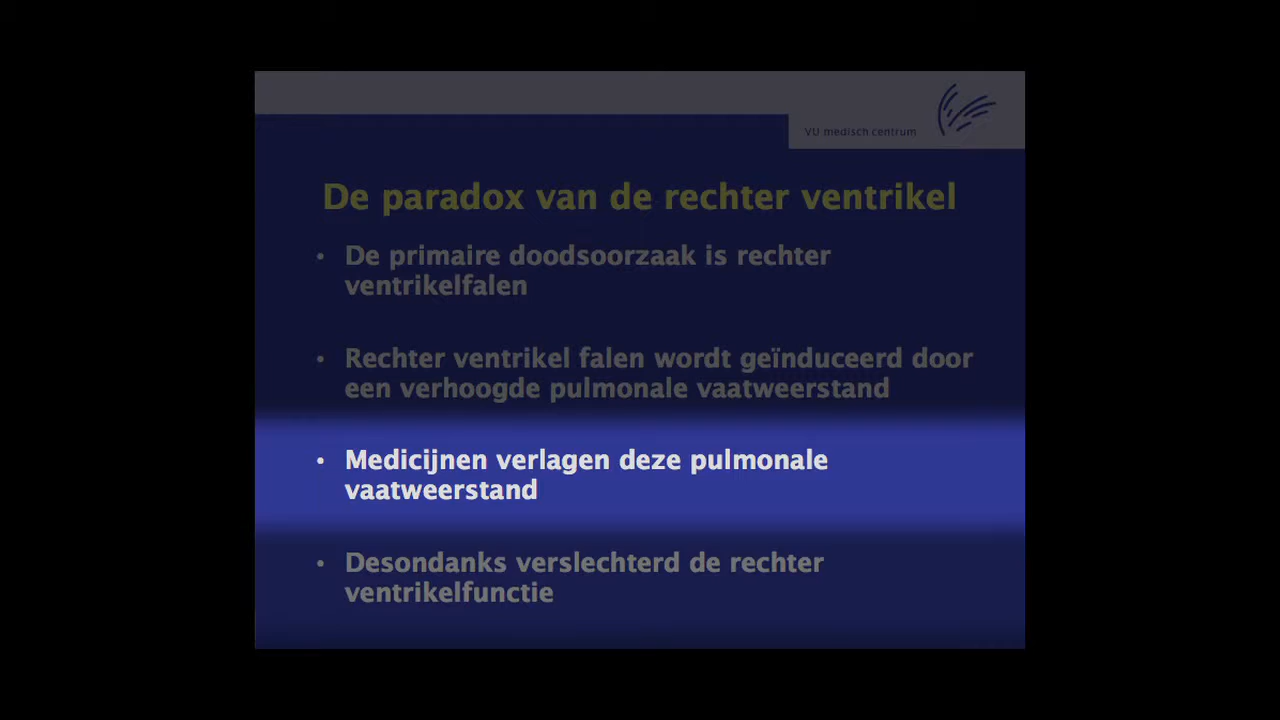 VU medisch centrum
De paradox van de rechter ventrikel
• De primaire doodsoorzaak is rechter
ventrikelfalen
• Rechter ventrikel falen wordt geïnduceerd door
een verhoogde pulmonale vaatweerstand
• Medicijnen verlagen deze pulmonale
vaatweerstand
• Desondanks verslechterd de rechter
ventrikelfunctie